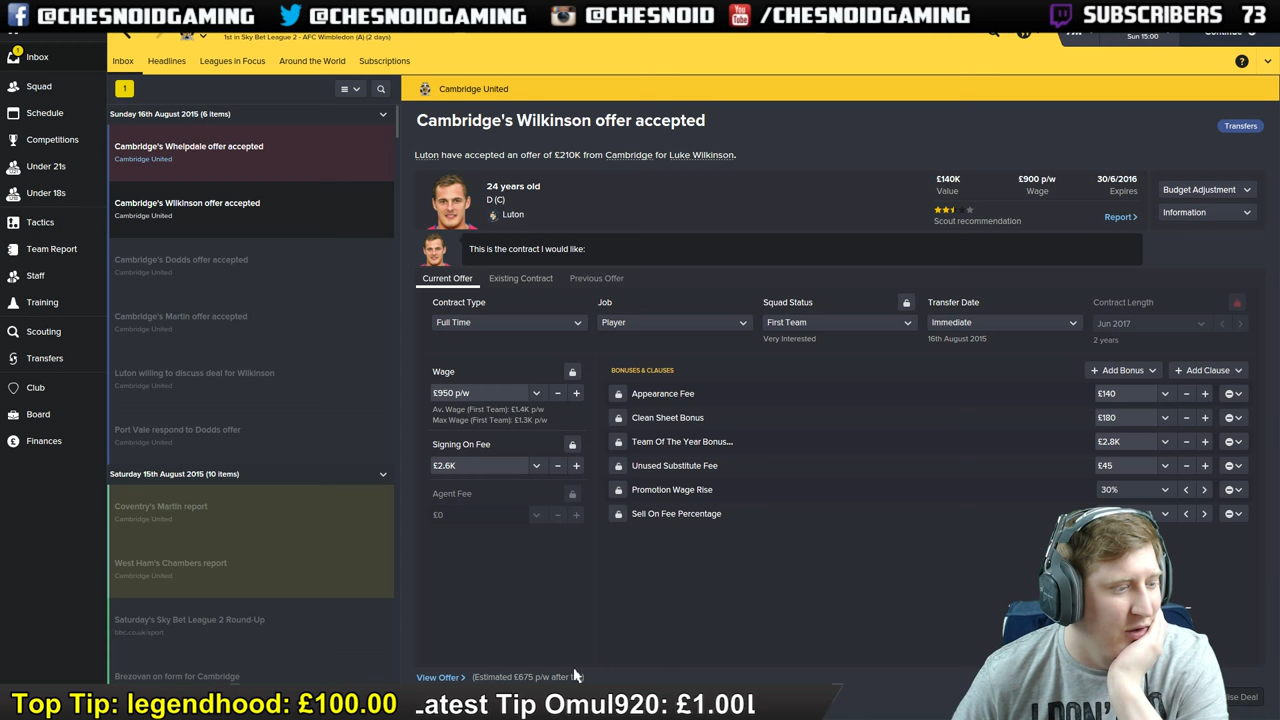 @CHESNOIDGAMING @CHESNOIDGAMING @CHESNOID /CHESNOIDGAMING SUBSCRIBERS 73
1st in Sky Bet League 2 - AFC Wimbledon (A) (2 days)
Sun 15:00
Continue
Inbox
Squad
Schedule
Competitions
Under 21s
Under 18s
Tactics
Team Report
Staff
Training
Scouting
Transfers
Club
Board
Finances
Inbox Headlines Leagues in Focus Around the World Subscriptions
1
Sunday 16th August 2015 (6 items)
Cambridge's Whelpdale offer accepted
Cambridge United
Cambridge's Wilkinson offer accepted
Cambridge United
Cambridge's Dodds offer accepted
Cambridge United
Cambridge's Martin offer accepted
Cambridge United
Luton willing to discuss deal for Wilkinson
Cambridge United
Port Vale respond to Dodds offer
Cambridge United
Saturday 15th August 2015 (10 items)
Coventry's Martin report
Cambridge United
West Ham's Chambers report
Cambridge United
Saturday's Sky Bet League 2 Round-Up
bbc.co.uk/sport
Brezovan on form for Cambridge
Cambridge United
Cambridge's Wilkinson offer accepted
Transfers
Luton have accepted an offer of £210K from Cambridge for Luke Wilkinson.
24 years old
D (C)
Luton
£140K
Value
£900 p/w
Wage
30/6/2016
Expires
Scout recommendation
Report >
Budget Adjustment
Information
This is the contract I would like:
Current Offer Existing Contract Previous Offer
Contract Type
Full Time
Job
Player
Squad Status
First Team
Very Interested
Transfer Date
Immediate
16th August 2015
Contract Length
Jun 2017
2 years
Wage
£950 p/w
Av. Wage (First Team): £1.4K p/w
Max Wage (First Team): £1.3K p/w
Signing On Fee
£2.6K
Agent Fee
£0
BONUSES & CLAUSES
+ Add Bonus
+ Add Clause
Appearance Fee £140
Clean Sheet Bonus £180
Team Of The Year Bonus... £2.8K
Unused Substitute Fee £45
Promotion Wage Rise 30%
Sell On Fee Percentage
View Offer > (Estimated £675 p/w after
Deal
Top Tip: legendhood: £100.00
Latest Tip Omul920: £1.00